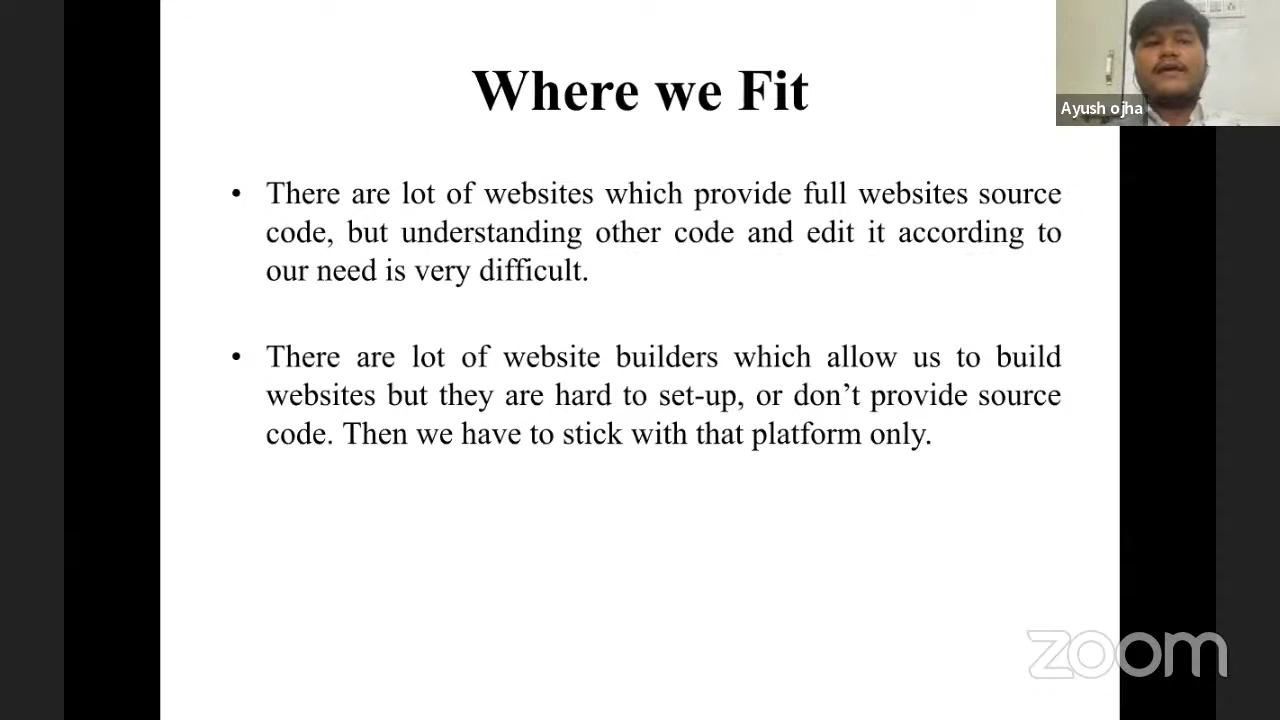 Where we Fit
Ayush ojha
• There are lot of websites which provide full websites source
code, but understanding other code and edit it according to
our need is very difficult.
• There are lot of website builders which allow us to build
websites but they are hard to set-up, or don’t provide source
code. Then we have to stick with that platform only.
zoom